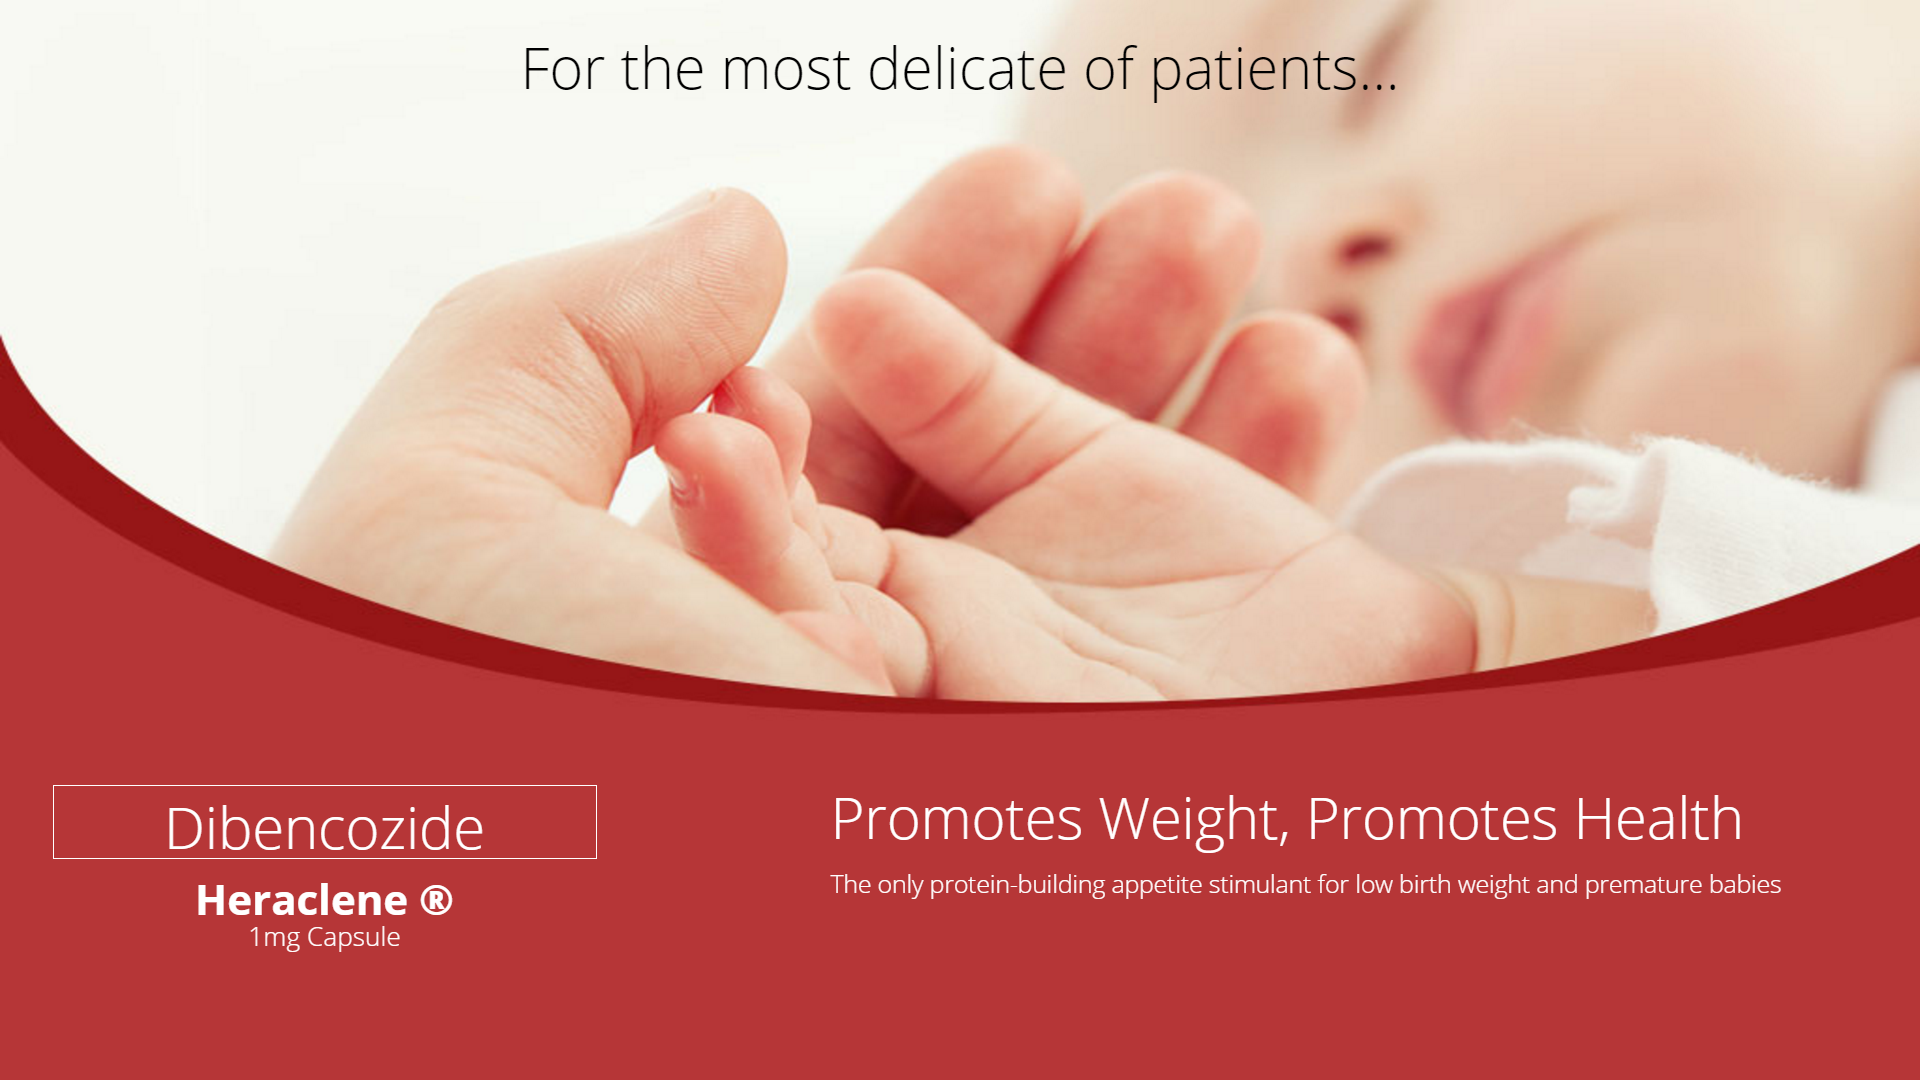 For the most delicate of patients...
Dibencozide
Heraclene ®
1mg Capsule
Promotes Weight, Promotes Health
The only protein-building appetite stimulant for low birth weight and premature babies